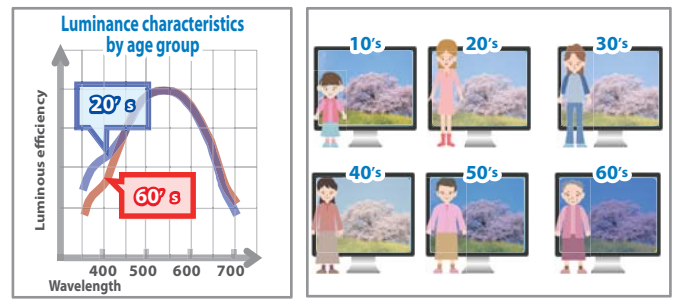 Luminance characteristics
by age group
Luminous efficiency
20's
60's
400 500 600 700
Wavelength
10's 20's 30's
40's 50's 60's